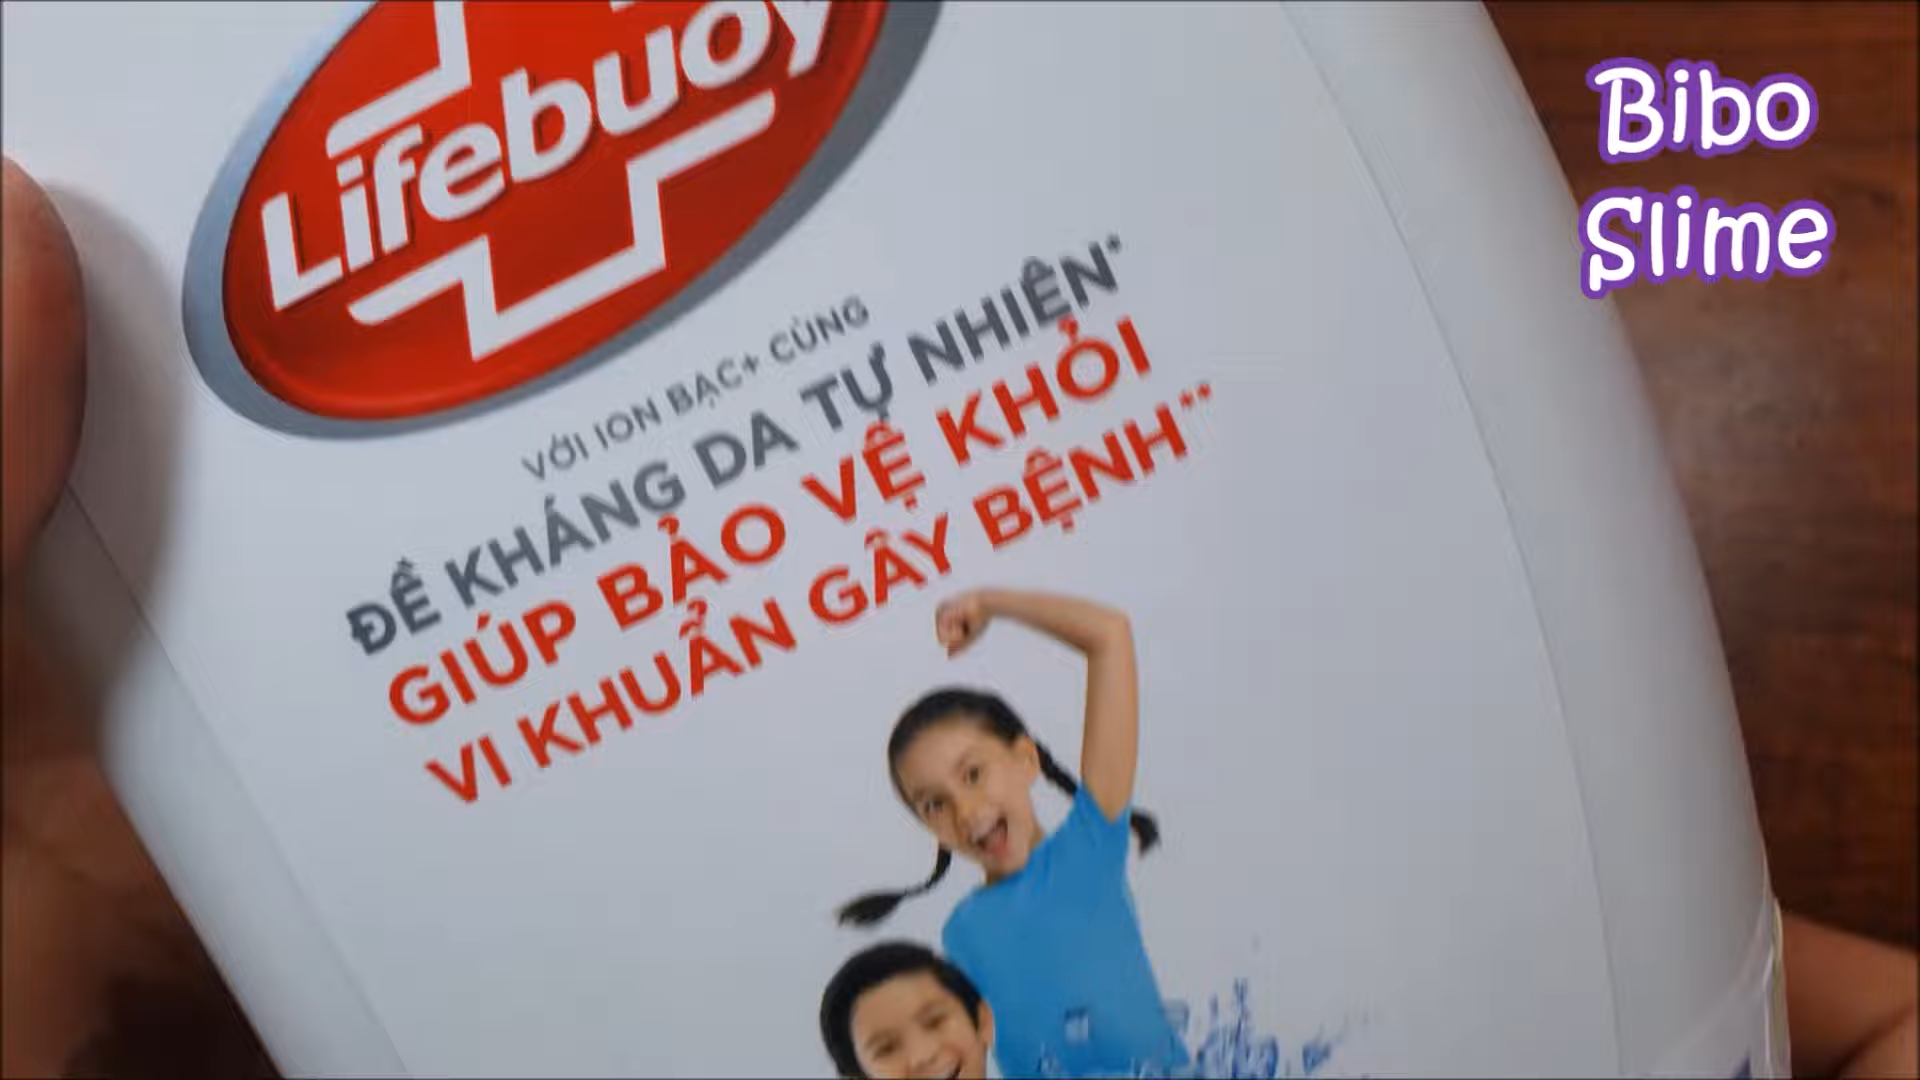 Lifebuoy
VỚI ION BẠC+ CÙNG
ĐỀ KHÁNG DA TỰ NHIÊN*
GIÚP BẢO VỆ KHỎI
VI KHUẨN GÂY BỆNH**
Bibo
Slime